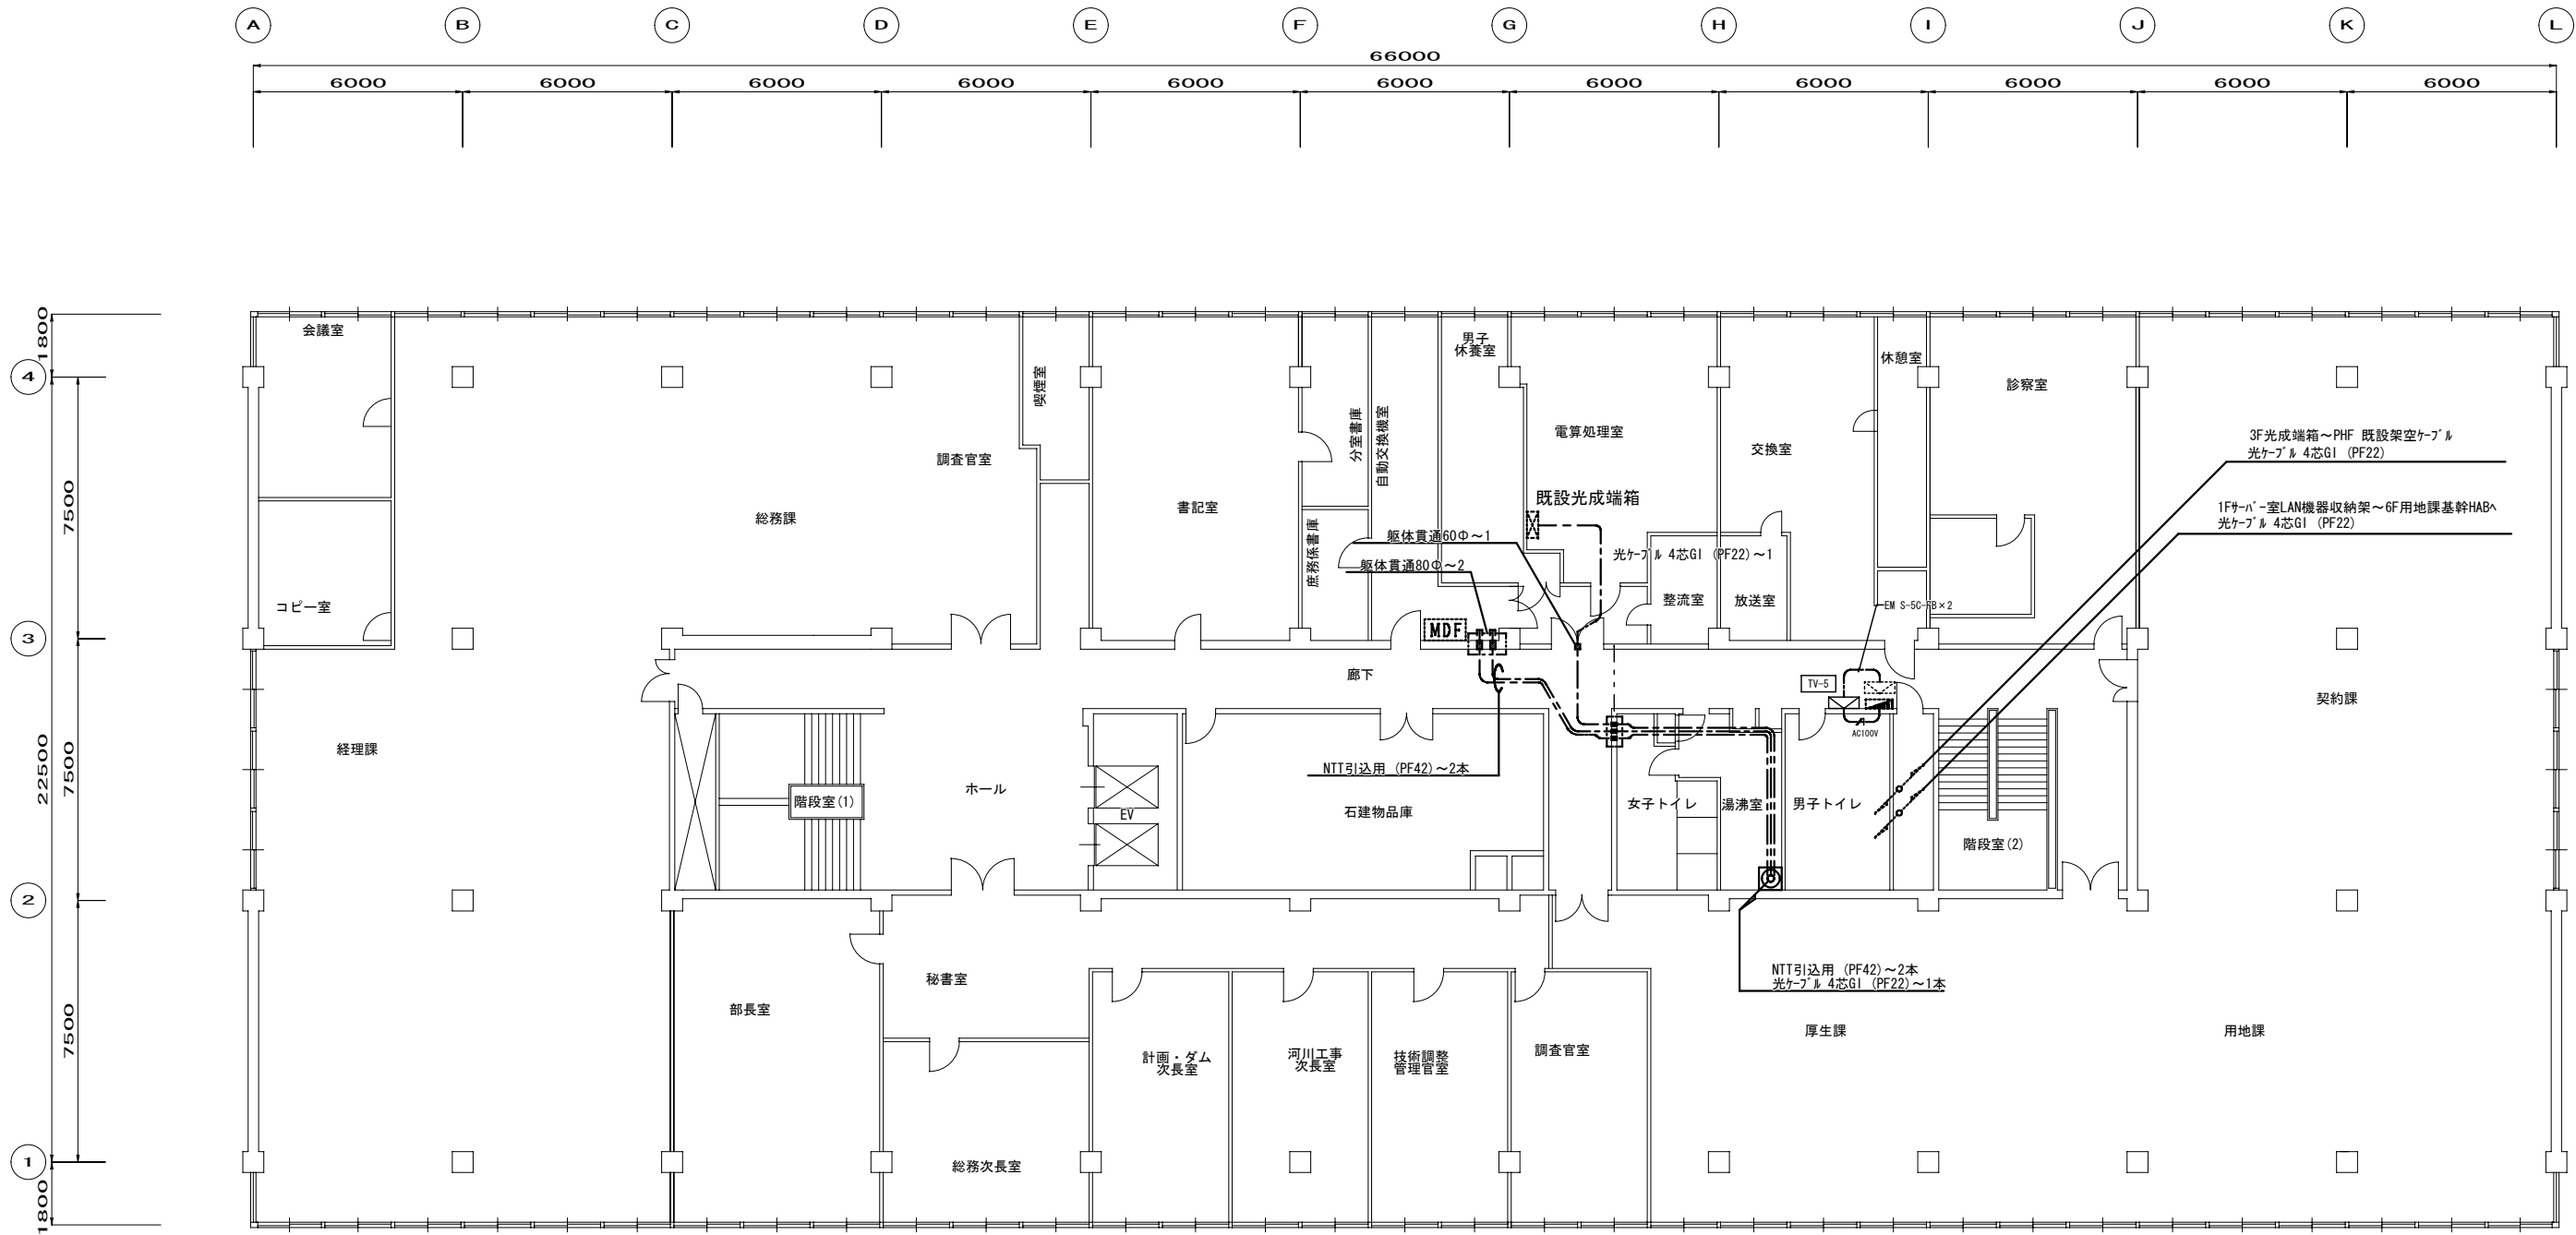 A B C D E F G H I J K L
66000
6000 6000 6000 6000 6000 6000 6000 6000 6000 6000 6000
1800
4
7500
3
22500
7500
2
7500
1
1800
会議室
コピー室
経理課
総務課
調査官室
喫煙室
書記室
分室書庫
庶務係書庫
自動交換機室
男子
休養室
電算処理室
既設光成端箱
躯体貫通60Φ～1
躯体貫通80Φ～2
光ケーブル 4芯GI (PF22)～1
MDF
整流室
放送室
交換室
休憩室
診察室
EM S-5C-FB×2
TV-5
AC100V
3F光成端箱～PHF 既設架空ケーブル
光ケーブル 4芯GI (PF22)
1Fサーバー室LAN機器収納架～6F用地課基幹HABへ
光ケーブル 4芯GI (PF22)
契約課
廊下
階段室(1)
ホール
EV
NTT引込用 (PF42)～2本
石建物品庫
女子トイレ
湯沸室
男子トイレ
階段室(2)
NTT引込用 (PF42)～2本
光ケーブル 4芯GI (PF22)～1本
部長室
秘書室
総務次長室
計画・ダム
次長室
河川工事
次長室
技術調整
管理官室
調査官室
厚生課
用地課